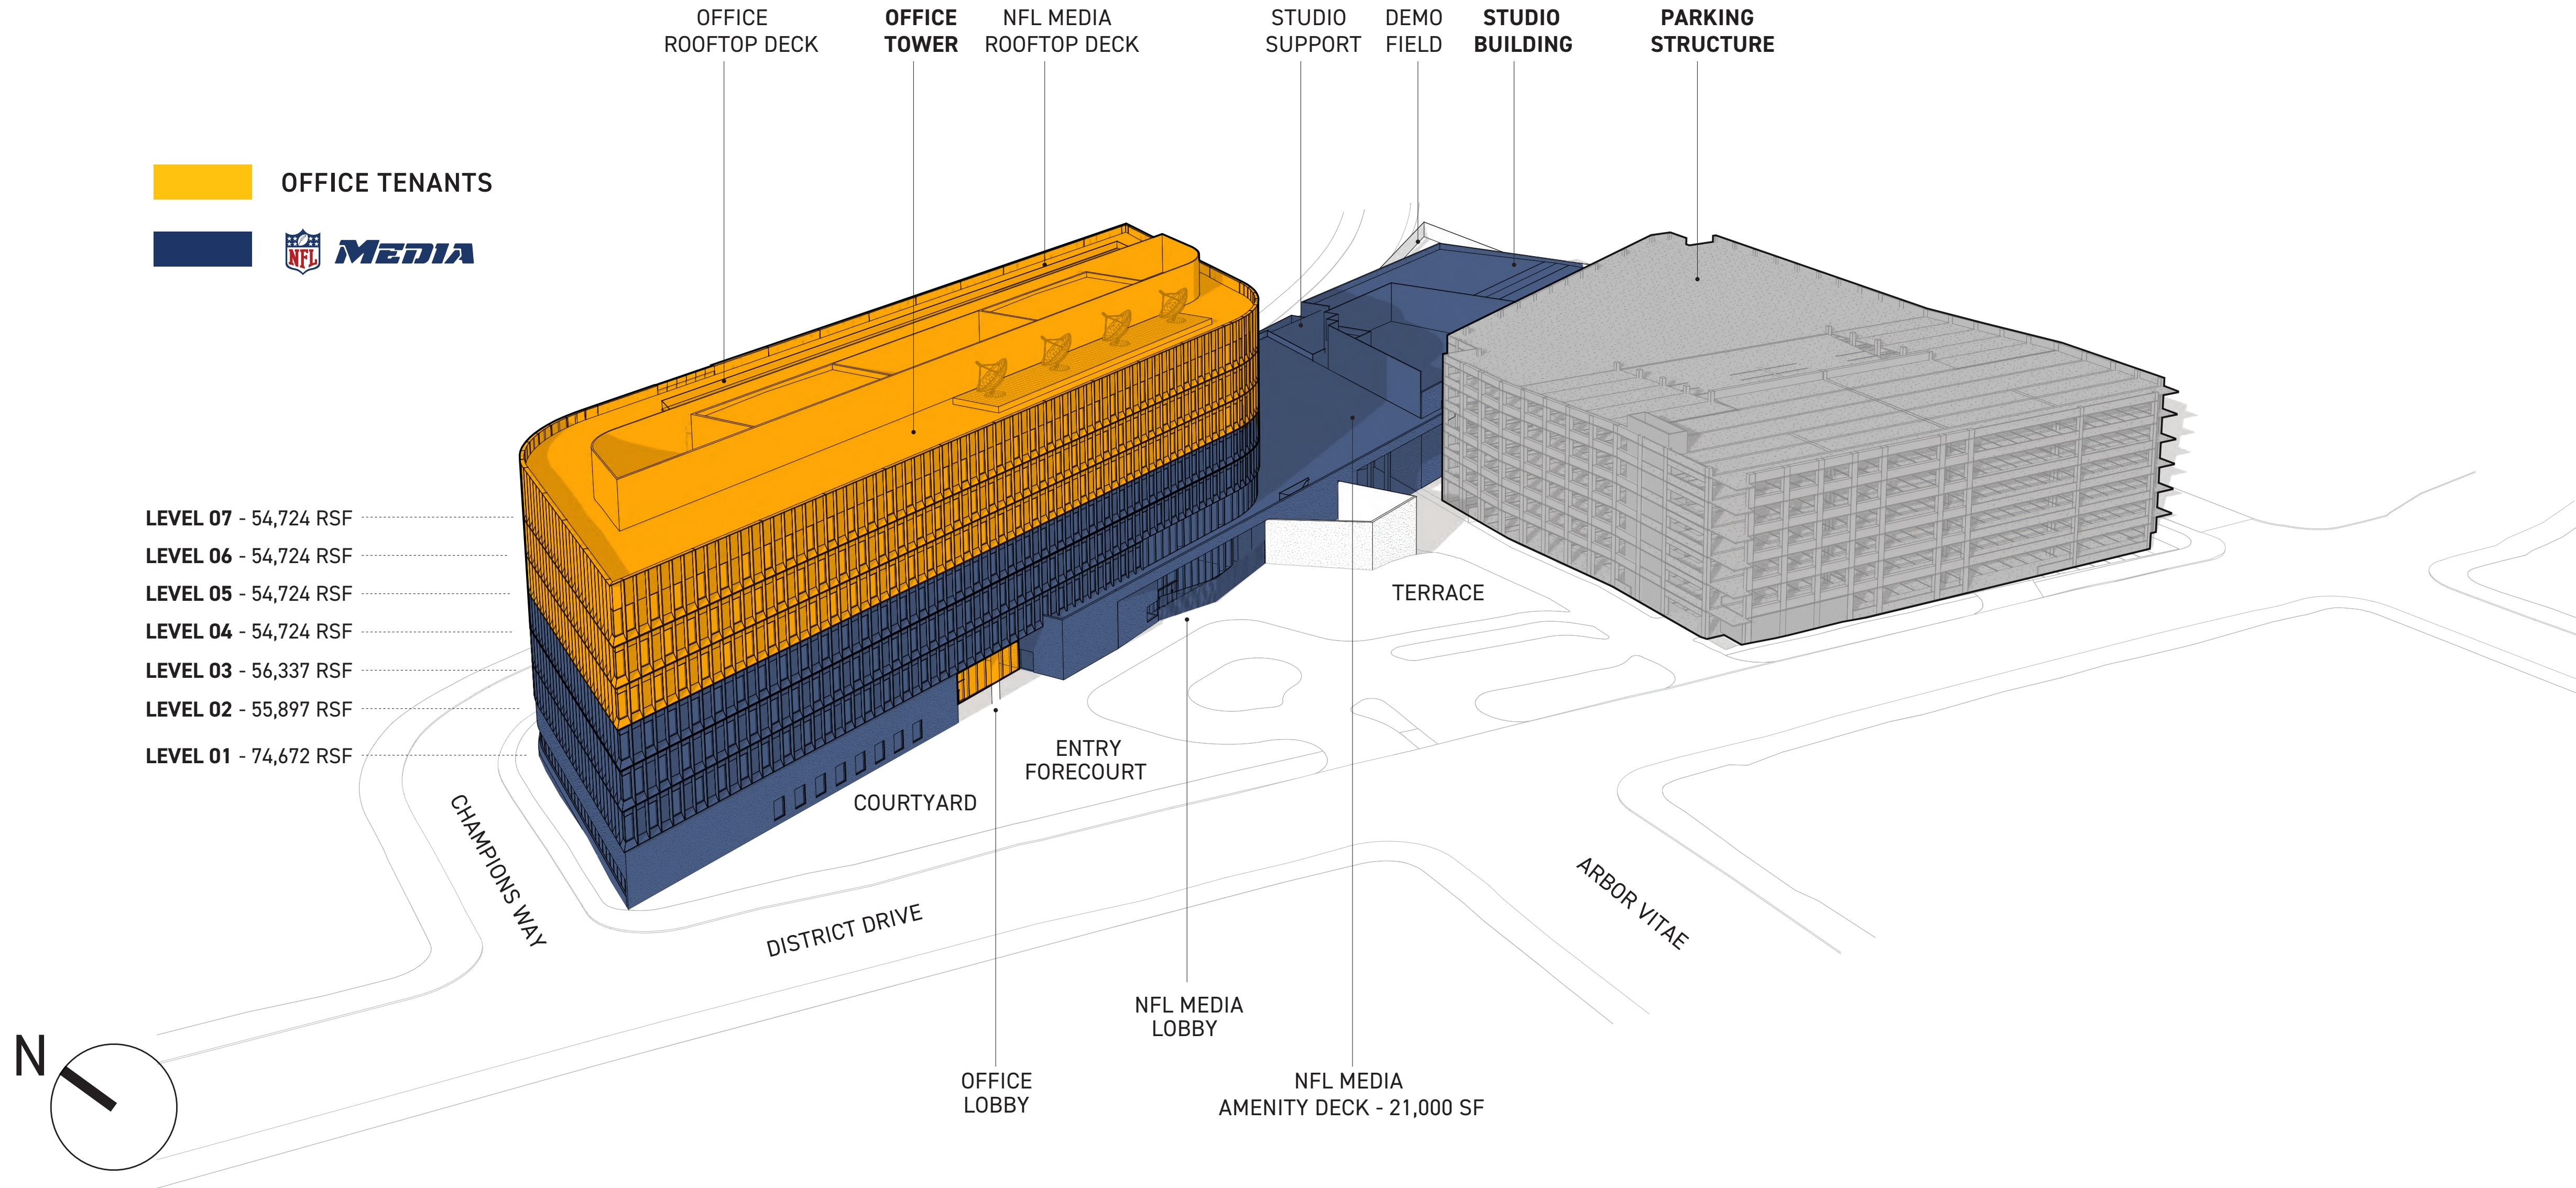 OFFICE
ROOFTOP DECK
OFFICE
TOWER
NFL MEDIA
ROOFTOP DECK
STUDIO
SUPPORT
DEMO
FIELD
STUDIO
BUILDING
PARKING
STRUCTURE
OFFICE TENANTS
NFL MEDIA
LEVEL 07 - 54,724 RSF
LEVEL 06 - 54,724 RSF
LEVEL 05 - 54,724 RSF
LEVEL 04 - 54,724 RSF
LEVEL 03 - 56,337 RSF
LEVEL 02 - 55,897 RSF
LEVEL 01 - 74,672 RSF
TERRACE
ENTRY
FORECOURT
COURTYARD
CHAMPIONS WAY
DISTRICT DRIVE
ARBOR VITAE
NFL MEDIA
LOBBY
OFFICE
LOBBY
NFL MEDIA
AMENITY DECK - 21,000 SF
N